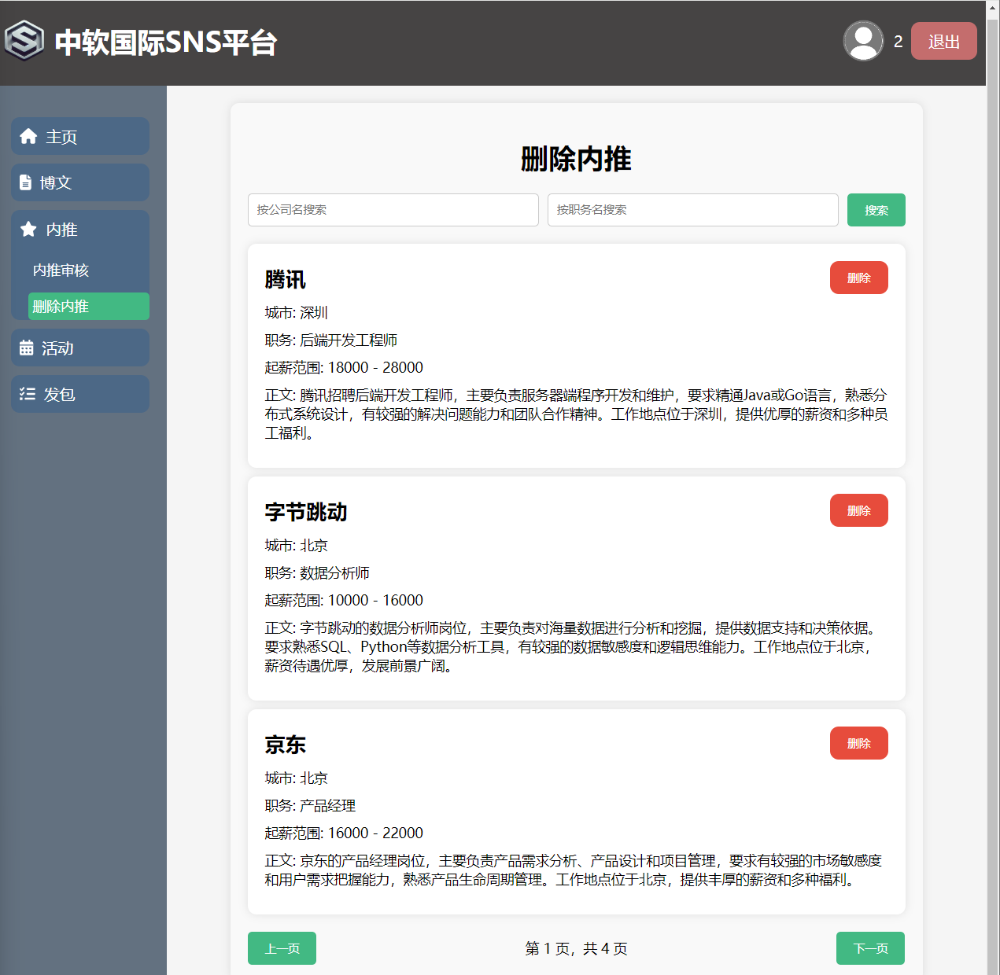 中软国际SNS平台
2
退出
主页
博文
内推
内推审核
删除内推
活动
发包
删除内推
按公司名搜索
按职务名搜索
搜索
腾讯
删除
城市: 深圳
职务: 后端开发工程师
起薪范围: 18000 - 28000
正文: 腾讯招聘后端开发工程师，主要负责服务器端程序开发和维护，要求精通Java或Go语言，熟悉分
布式系统设计，有较强的解决问题能力和团队合作精神。工作地点位于深圳，提供优厚的薪资和多种员
工福利。
字节跳动
删除
城市: 北京
职务: 数据分析师
起薪范围: 10000 - 16000
正文: 字节跳动的数据分析师岗位，主要负责对海量数据进行分析和挖掘，提供数据支持和决策依据。
要求熟悉SQL、Python等数据分析工具，有较强的数据敏感度和逻辑思维能力。工作地点位于北京，
薪资待遇优厚，发展前景广阔。
京东
删除
城市: 北京
职务: 产品经理
起薪范围: 16000 - 22000
正文: 京东的产品经理岗位，主要负责产品需求分析、产品设计和项目管理，要求有较强的市场敏感度
和用户需求把握能力，熟悉产品生命周期管理。工作地点位于北京，提供丰厚的薪资和多种福利。
上一页
第 1 页，共 4 页
下一页